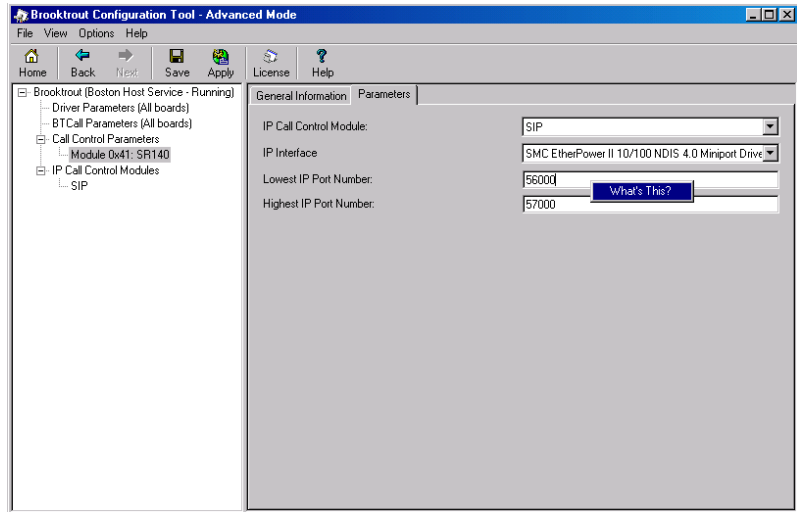 Brooktrout Configuration Tool - Advanced Mode
File View Options Help
Home Back Next Save Apply License Help
Brooktrout (Boston Host Service - Running)
Driver Parameters (All boards)
BTCall Parameters (All boards)
Call Control Parameters
Module 0x41: SR140
IP Call Control Modules
SIP
General Information Parameters
IP Call Control Module: SIP
IP Interface SMC EtherPower II 10/100 NDIS 4.0 Miniport Drive
Lowest IP Port Number: 56000
What's This?
Highest IP Port Number: 57000